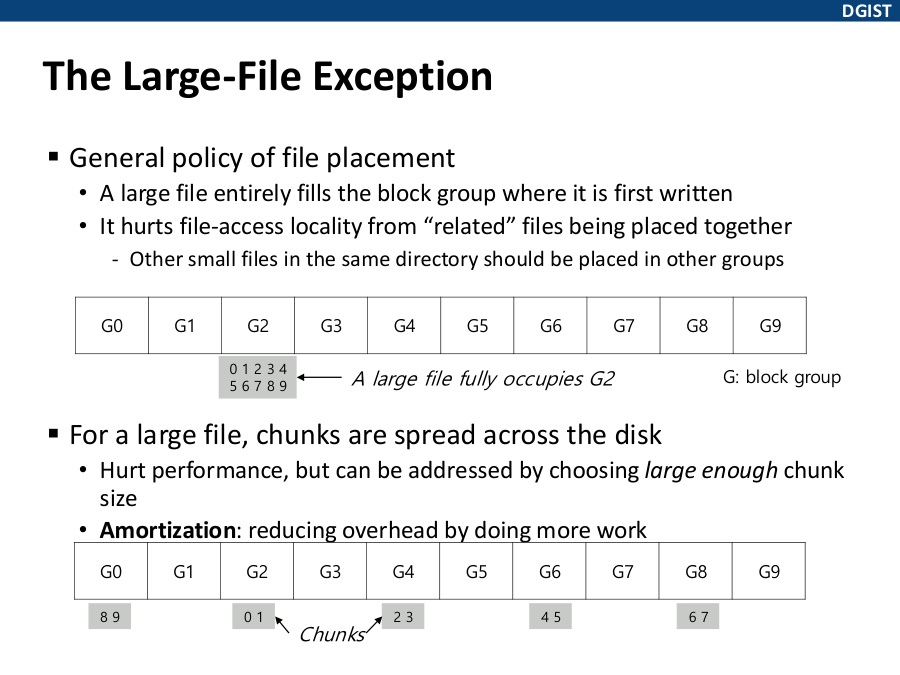 DGIST
The Large-File Exception
▪ General policy of file placement
• A large file entirely fills the block group where it is first written
• It hurts file-access locality from “related” files being placed together
- Other small files in the same directory should be placed in other groups
G0 G1 G2 G3 G4 G5 G6 G7 G8 G9
0 1 2 3 4
5 6 7 8 9
A large file fully occupies G2
G: block group
▪ For a large file, chunks are spread across the disk
• Hurt performance, but can be addressed by choosing large enough chunk
size
• Amortization: reducing overhead by doing more work
G0 G1 G2 G3 G4 G5 G6 G7 G8 G9
8 9 0 1 2 3 4 5 6 7
Chunks